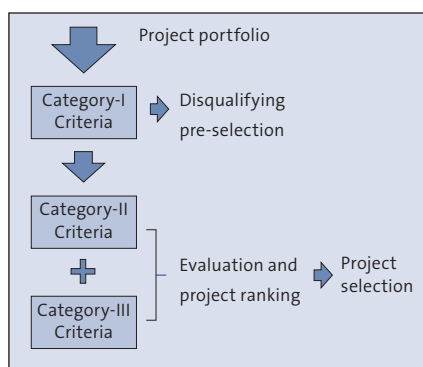 Project portfolio
Category-I
Criteria
Disqualifying
pre-selection
Category-II
Criteria
Evaluation and
project ranking
Project
selection
Category-III
Criteria